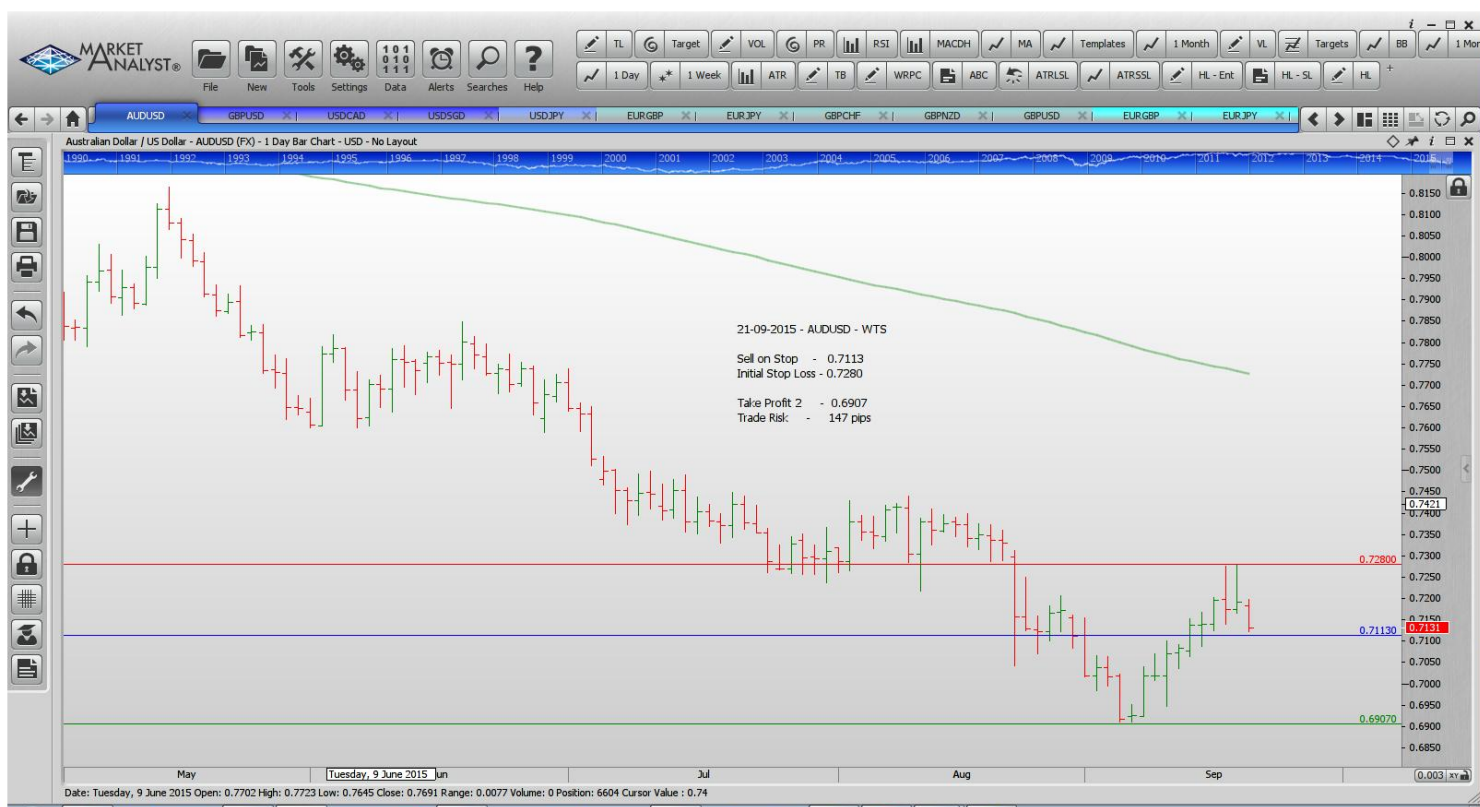 MARKET ANALYST®
File New Tools Settings Data Alerts Searches Help
TL Target VOL PR RSI MACDH MA Templates 1 Month VL Targets BB 1 Mor
1 Day 1 Week ATR TB WRPC ABC ATRLSL ATRSSL HL - Ent HL - SL HL
AUDUSD GBPUSD USDCAD USDSGD USDJPY EURGBP EURJPY GBPCHF GBPNZD GBPUSD EURGBP EURJPY
Australian Dollar / US Dollar - AUDUSD (FX) - 1 Day Bar Chart - USD - No Layout
1990 1991 1992 1993 1994 1995 1996 1997 1998 1999 2000 2001 2002 2003 2004 2005 2006 2007 2008 2009 2010 2011 2012 2013 2014 2015
0.8150
0.8100
0.8050
0.8000
0.7950
0.7900
0.7850
0.7800
0.7750
0.7700
0.7650
0.7600
0.7550
0.7500
0.7450
0.7421
0.7400
0.7350
0.7300
0.7250
0.7200
0.7150
0.7131
0.7100
0.7050
0.7000
0.6950
0.6900
0.6850
21-09-2015 - AUDUSD - WTS
Sell on Stop - 0.7113
Initial Stop Loss - 0.7280
Take Profit 2 - 0.6907
Trade Risk - 147 pips
0.72800
0.71130
0.69070
May Tuesday, 9 June 2015 un Jul Aug Sep
0.003 XY
Date: Tuesday, 9 June 2015 Open: 0.7702 High: 0.7723 Low: 0.7645 Close: 0.7691 Range: 0.0077 Volume: 0 Position: 6604 Cursor Value : 0.74